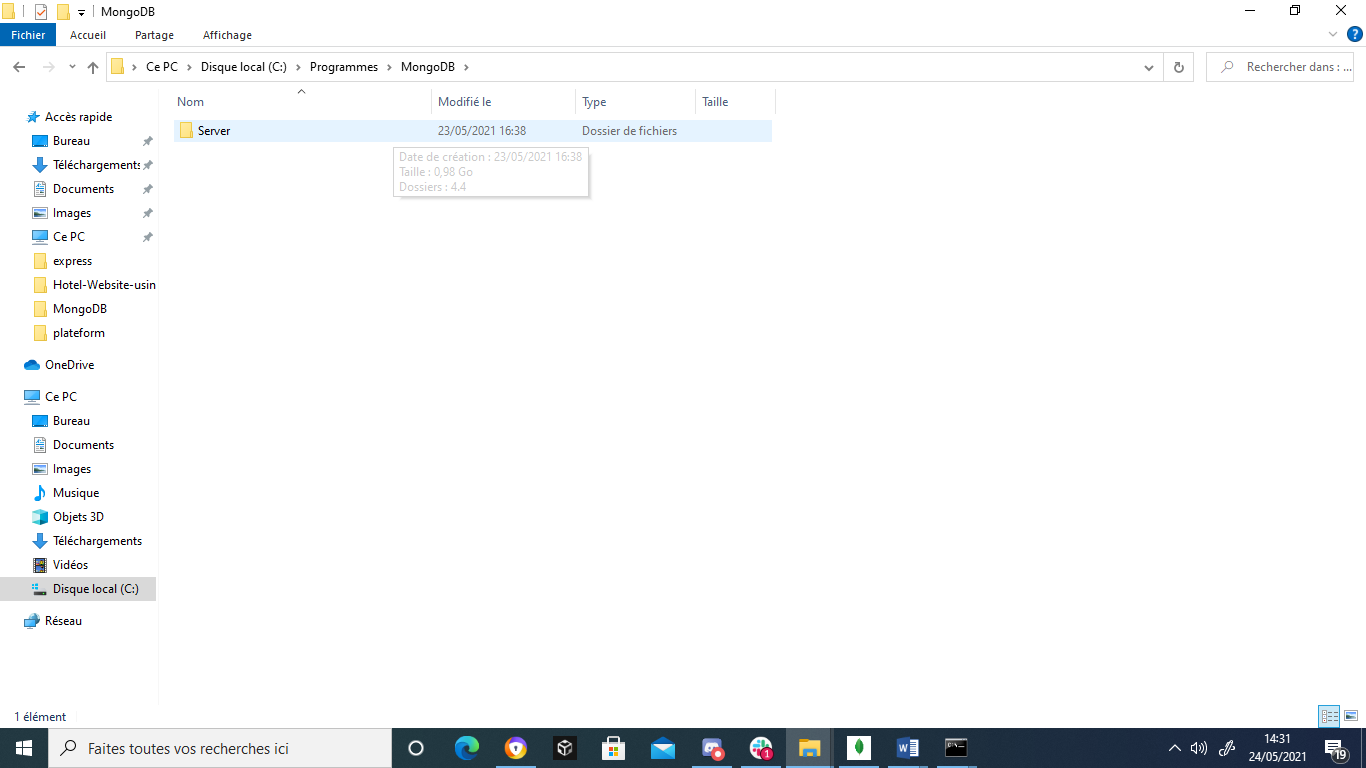 MongoDB
Fichier Accueil Partage Affichage
Ce PC Disque local (C:) Programmes MongoDB
Rechercher dans : ...
Nom Modifié le Type Taille
Server 23/05/2021 16:38 Dossier de fichiers
Date de création : 23/05/2021 16:38
Taille : 0,98 Go
Dossiers : 4.4
Accès rapide
Bureau
Téléchargements
Documents
Images
Ce PC
express
Hotel-Website-usin
MongoDB
plateform
OneDrive
Ce PC
Bureau
Documents
Images
Musique
Objets 3D
Téléchargements
Vidéos
Disque local (C:)
Réseau
1 élément
Faites toutes vos recherches ici
1
14:31
24/05/2021
19